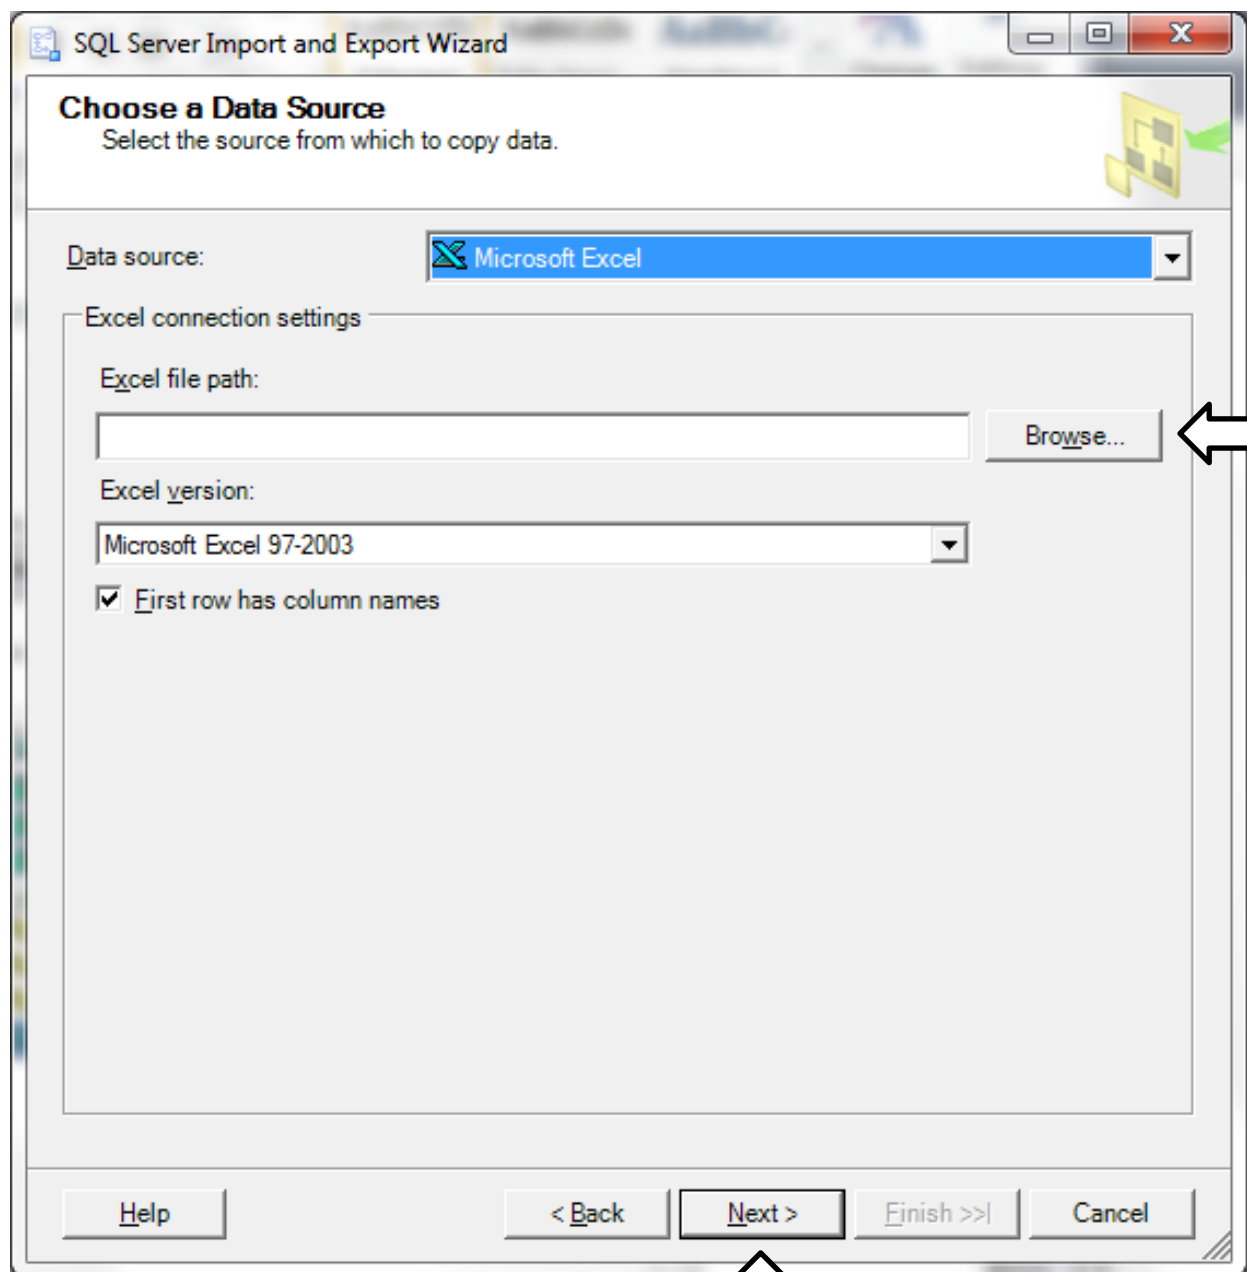 SQL Server Import and Export Wizard
Choose a Data Source
Select the source from which to copy data.
Data source: Microsoft Excel
Excel connection settings
Excel file path:
Browse...
Excel version:
Microsoft Excel 97-2003
First row has column names
Help < Back Next > Finish >>| Cancel